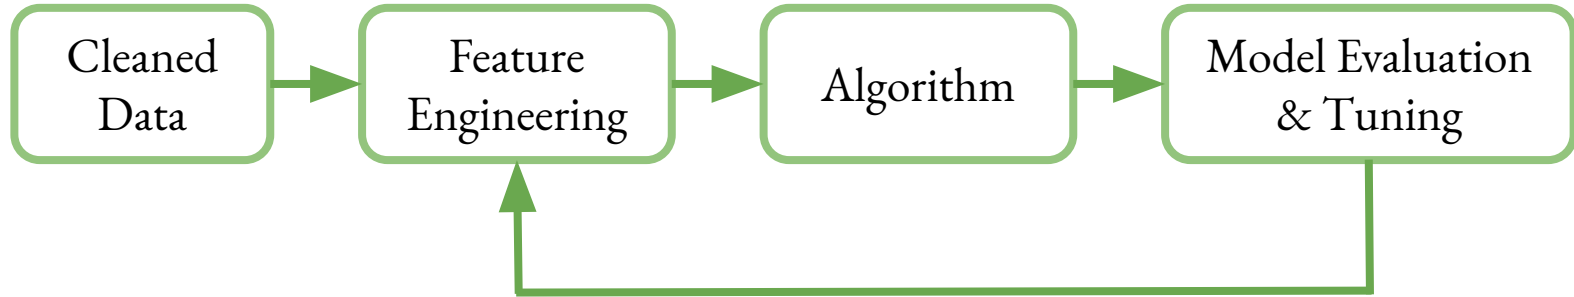 Cleaned
Data
Feature
Engineering
Algorithm
Model Evaluation
& Tuning